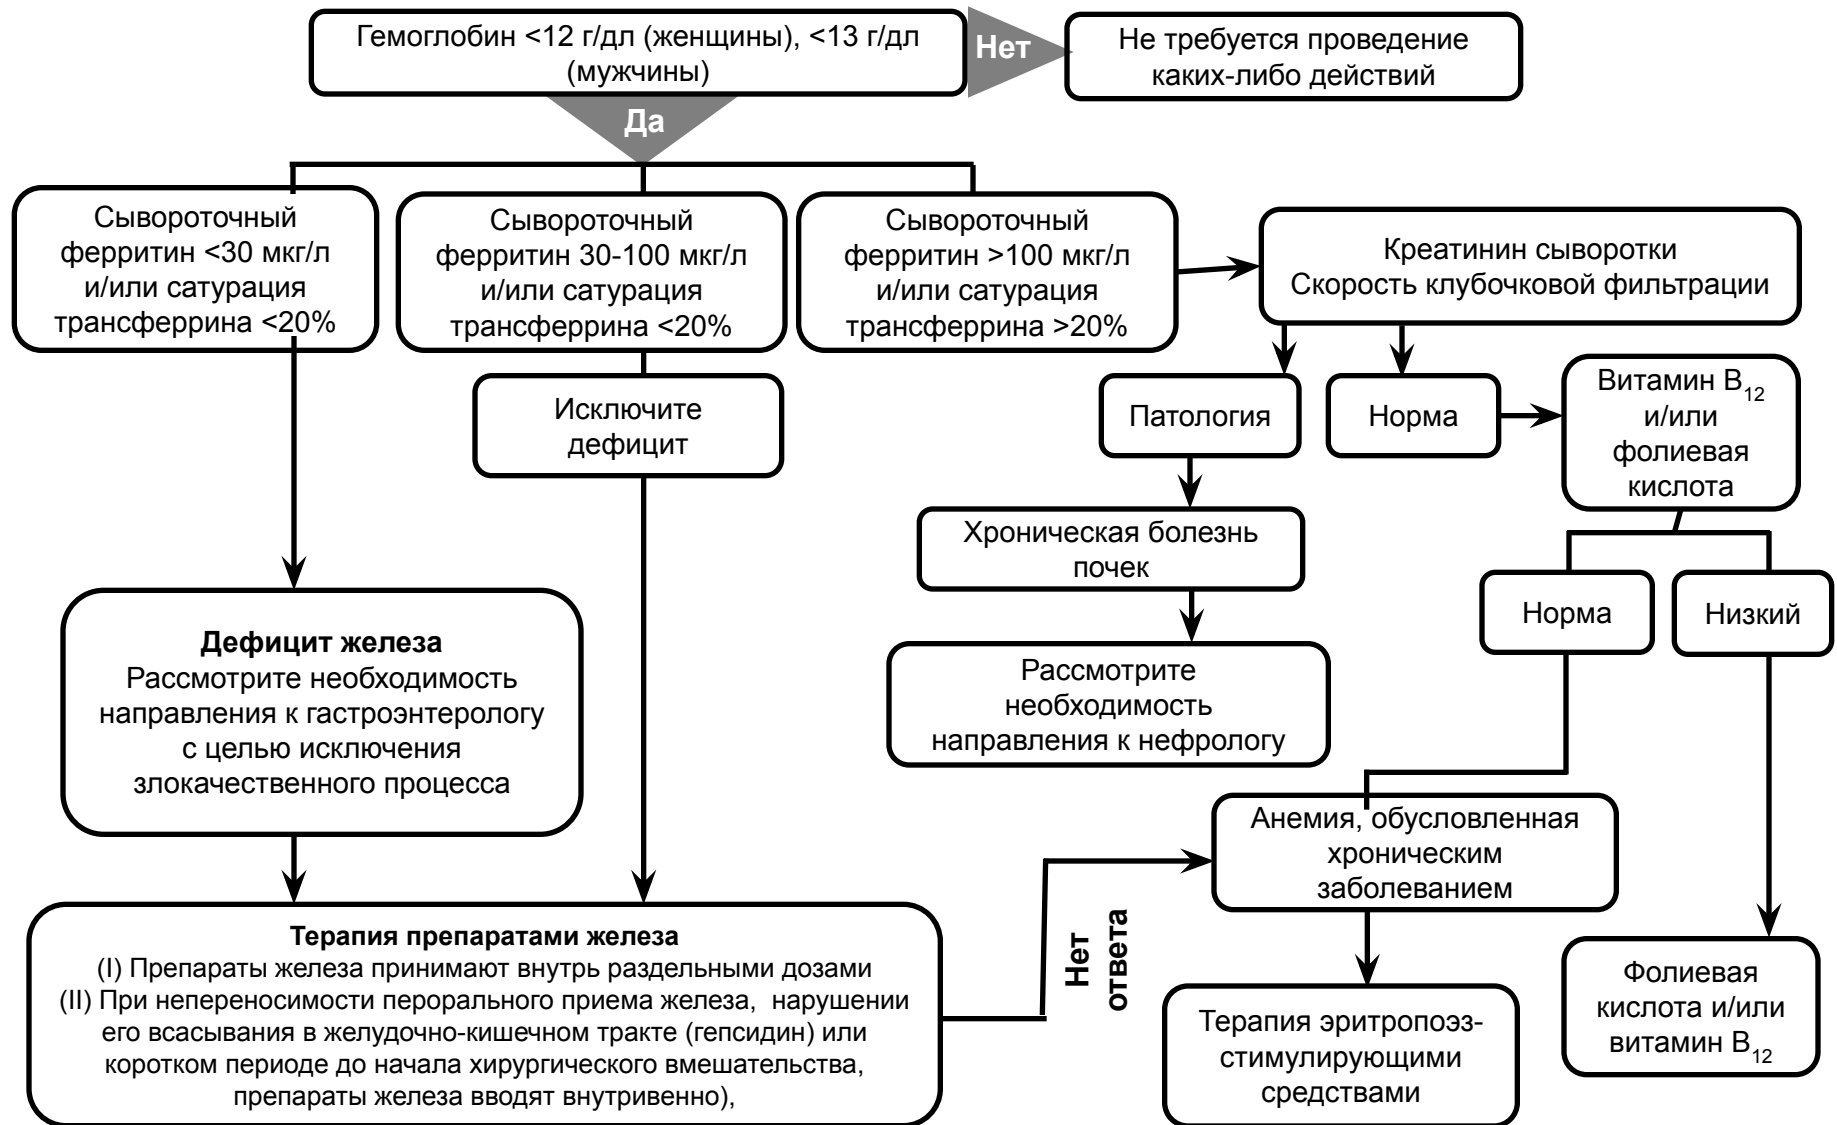 Гемоглобин <12 г/дл (женщины), <13 г/дл
(мужчины)
Нет
Не требуется проведение
каких-либо действий
Да
Сывороточный
ферритин <30 мкг/л
и/или сатурация
трансферрина <20%
Сывороточный
ферритин 30-100 мкг/л
и/или сатурация
трансферрина <20%
Сывороточный
ферритин >100 мкг/л
и/или сатурация
трансферрина >20%
Креатинин сыворотки
Скорость клубочковой фильтрации
Исключите
дефицит
Патология
Норма
Витамин B12
и/или
фолиевая
кислота
Хроническая болезнь
почек
Норма
Низкий
Дефицит железа
Рассмотрите необходимость
направления к гастроэнтерологу
с целью исключения
злокачественного процесса
Рассмотрите
необходимость
направления к нефрологу
Анемия, обусловленная
хроническим
заболеванием
Терапия препаратами железа
(I) Препараты железа принимают внутрь раздельными дозами
(II) При непереносимости перорального приема железа, нарушении
его всасывания в желудочно-кишечном тракте (гепсидин) или
коротком периоде до начала хирургического вмешательства,
препараты железа вводят внутривенно),
Нет
ответа
Терапия эритропоэз-
стимулирующими
средствами
Фолиевая
кислота и/или
витамин B12